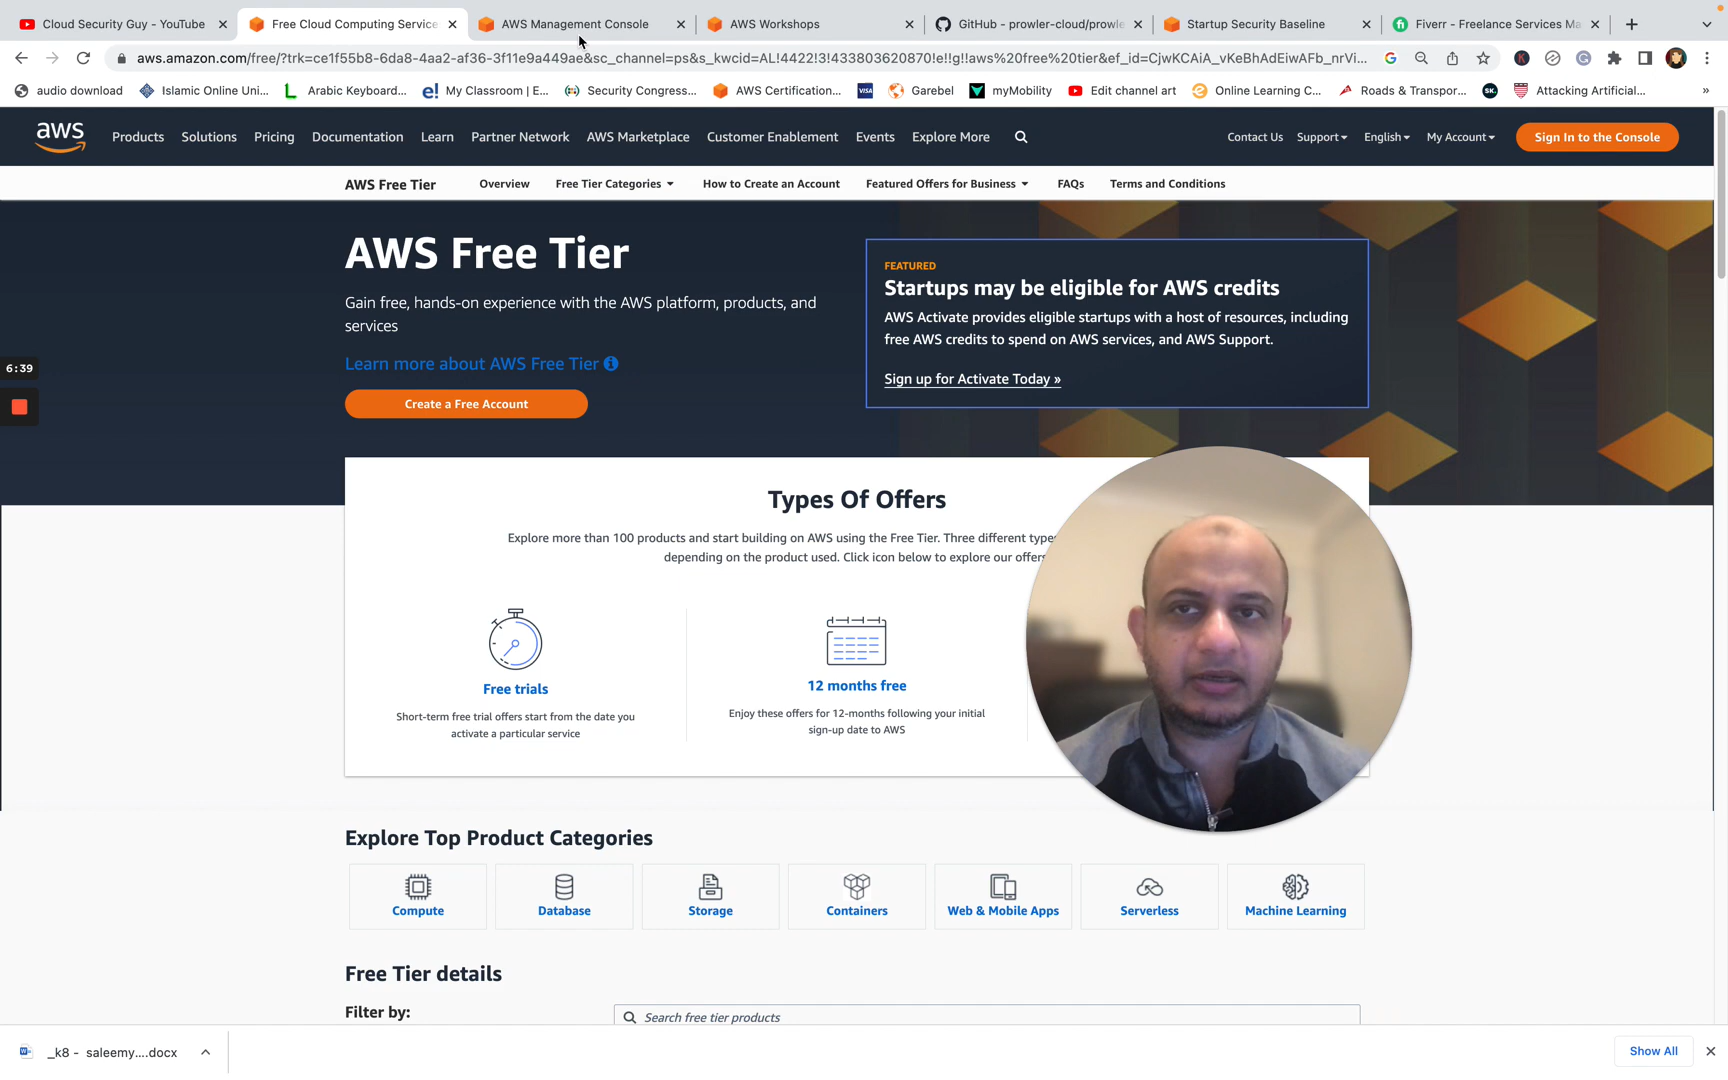 Cloud Security Guy - YouTube
Free Cloud Computing Service
AWS Management Console
AWS Workshops
GitHub - prowler-cloud/prowle
Startup Security Baseline
Fiverr - Freelance Services Ma
aws.amazon.com/free/?trk=ce1f55b8-6da8-4aa2-af36-3f11e9a449ae&sc_channel=ps&s_kwcid=AL!4422!3!433803620870!e!!g!!aws%20free%20tier&ef_id=CjwKCAiA_vKeBhAdEiwAFb_nrVi...
audio download
Islamic Online Uni...
Arabic Keyboard...
My Classroom | E...
Security Congress...
AWS Certification...
VISA
Garebel
myMobility
Edit channel art
Online Learning C...
Roads & Transpor...
SK.
Attacking Artificial...
»
aws
Products
Solutions
Pricing
Documentation
Learn
Partner Network
AWS Marketplace
Customer Enablement
Events
Explore More
Contact Us
Support
English
My Account
Sign In to the Console
AWS Free Tier
Overview
Free Tier Categories
How to Create an Account
Featured Offers for Business
FAQs
Terms and Conditions
AWS Free Tier
Gain free, hands-on experience with the AWS platform, products, and
services
Learn more about AWS Free Tier
Create a Free Account
FEATURED
Startups may be eligible for AWS credits
AWS Activate provides eligible startups with a host of resources, including
free AWS credits to spend on AWS services, and AWS Support.
Sign up for Activate Today »
6:39
Types Of Offers
Explore more than 100 products and start building on AWS using the Free Tier. Three different type
depending on the product used. Click icon below to explore our offer
Free trials
Short-term free trial offers start from the date you
activate a particular service
12 months free
Enjoy these offers for 12-months following your initial
sign-up date to AWS
Explore Top Product Categories
Compute
Database
Storage
Containers
Web & Mobile Apps
Serverless
Machine Learning
Free Tier details
Filter by:
Search free tier products
_k8 - saleemy....docx
Show All